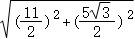 √((11/2)² + (5√3/2)²)